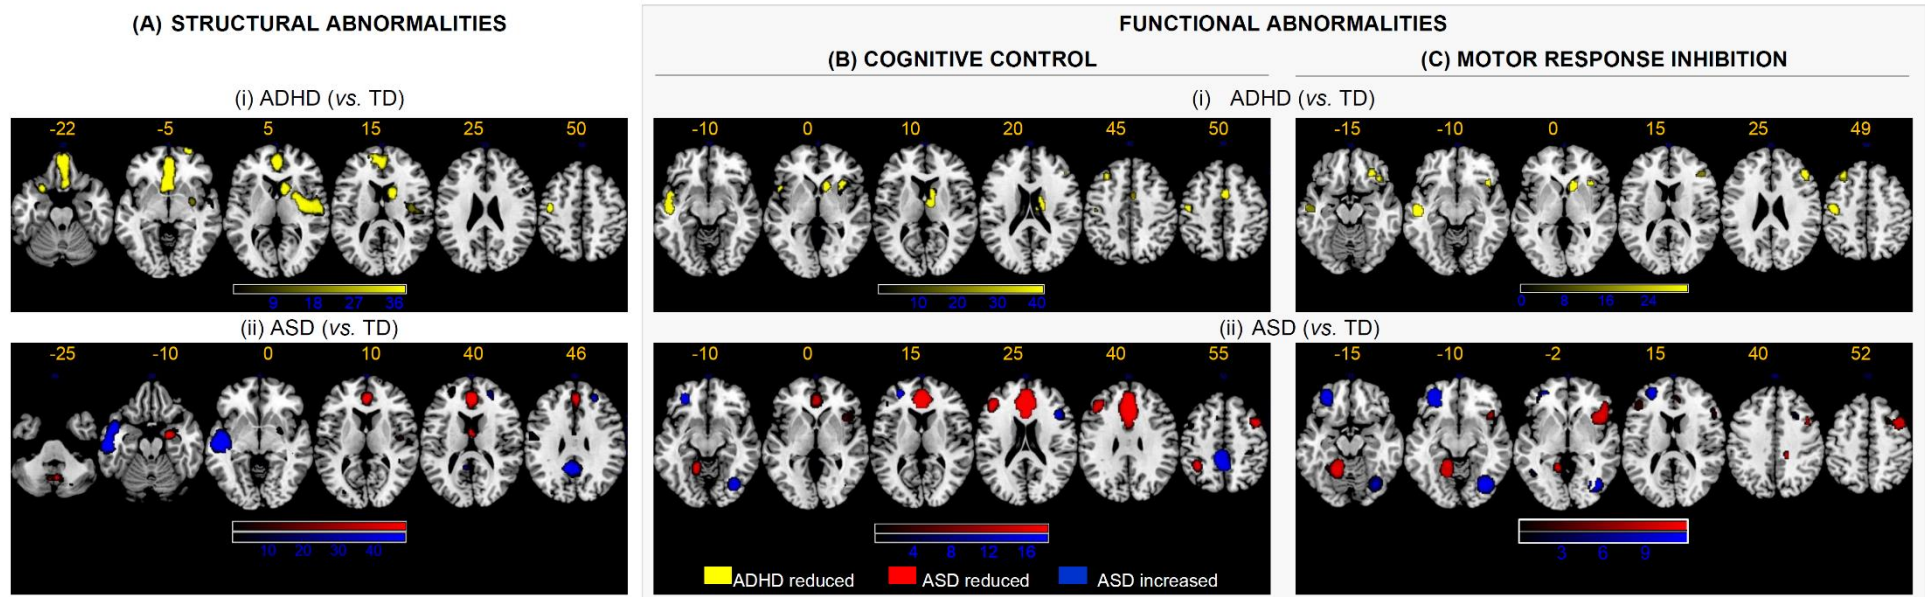 (A) STRUCTURAL ABNORMALITIES
FUNCTIONAL ABNORMALITIES
(B) COGNITIVE CONTROL
(C) MOTOR RESPONSE INHIBITION
(i) ADHD (vs. TD)
(i) ADHD (vs. TD)
-22 -5 5 15 25 50
-10 0 10 20 45 50
-15 -10 0 15 25 49
9 18 27 36
10 20 30 40
0 8 16 24
(ii) ASD (vs. TD)
(ii) ASD (vs. TD)
-25 -10 0 10 40 46
-10 0 15 25 40 55
-15 -10 -2 15 40 52
10 20 30 40
4 8 12 16
3 6 9
ADHD reduced ASD reduced ASD increased